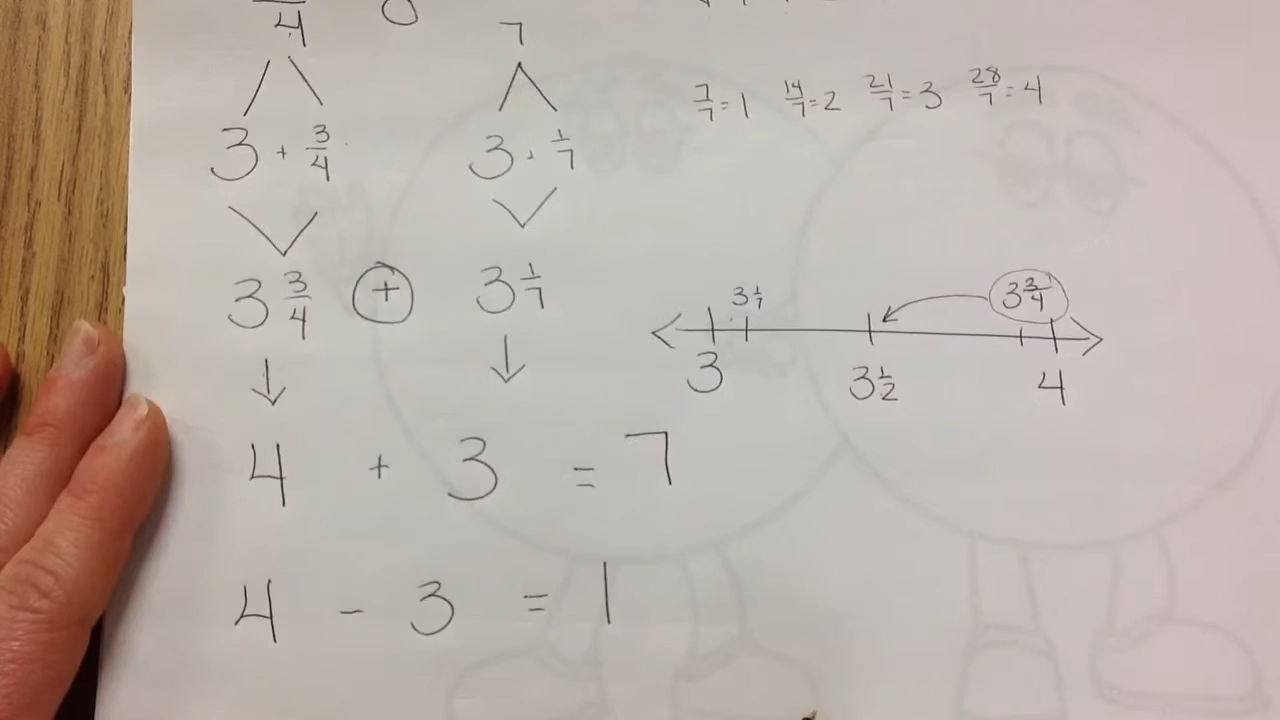 4 7
7/7 = 1 14/7 = 2 21/7 = 3 28/7 = 4
3 + 3/4 3 + 1/7
3 3/4 + 3 1/7
3 1/7 3 3/4
3 3 1/2 4
4 + 3 = 7
4 - 3 = 1